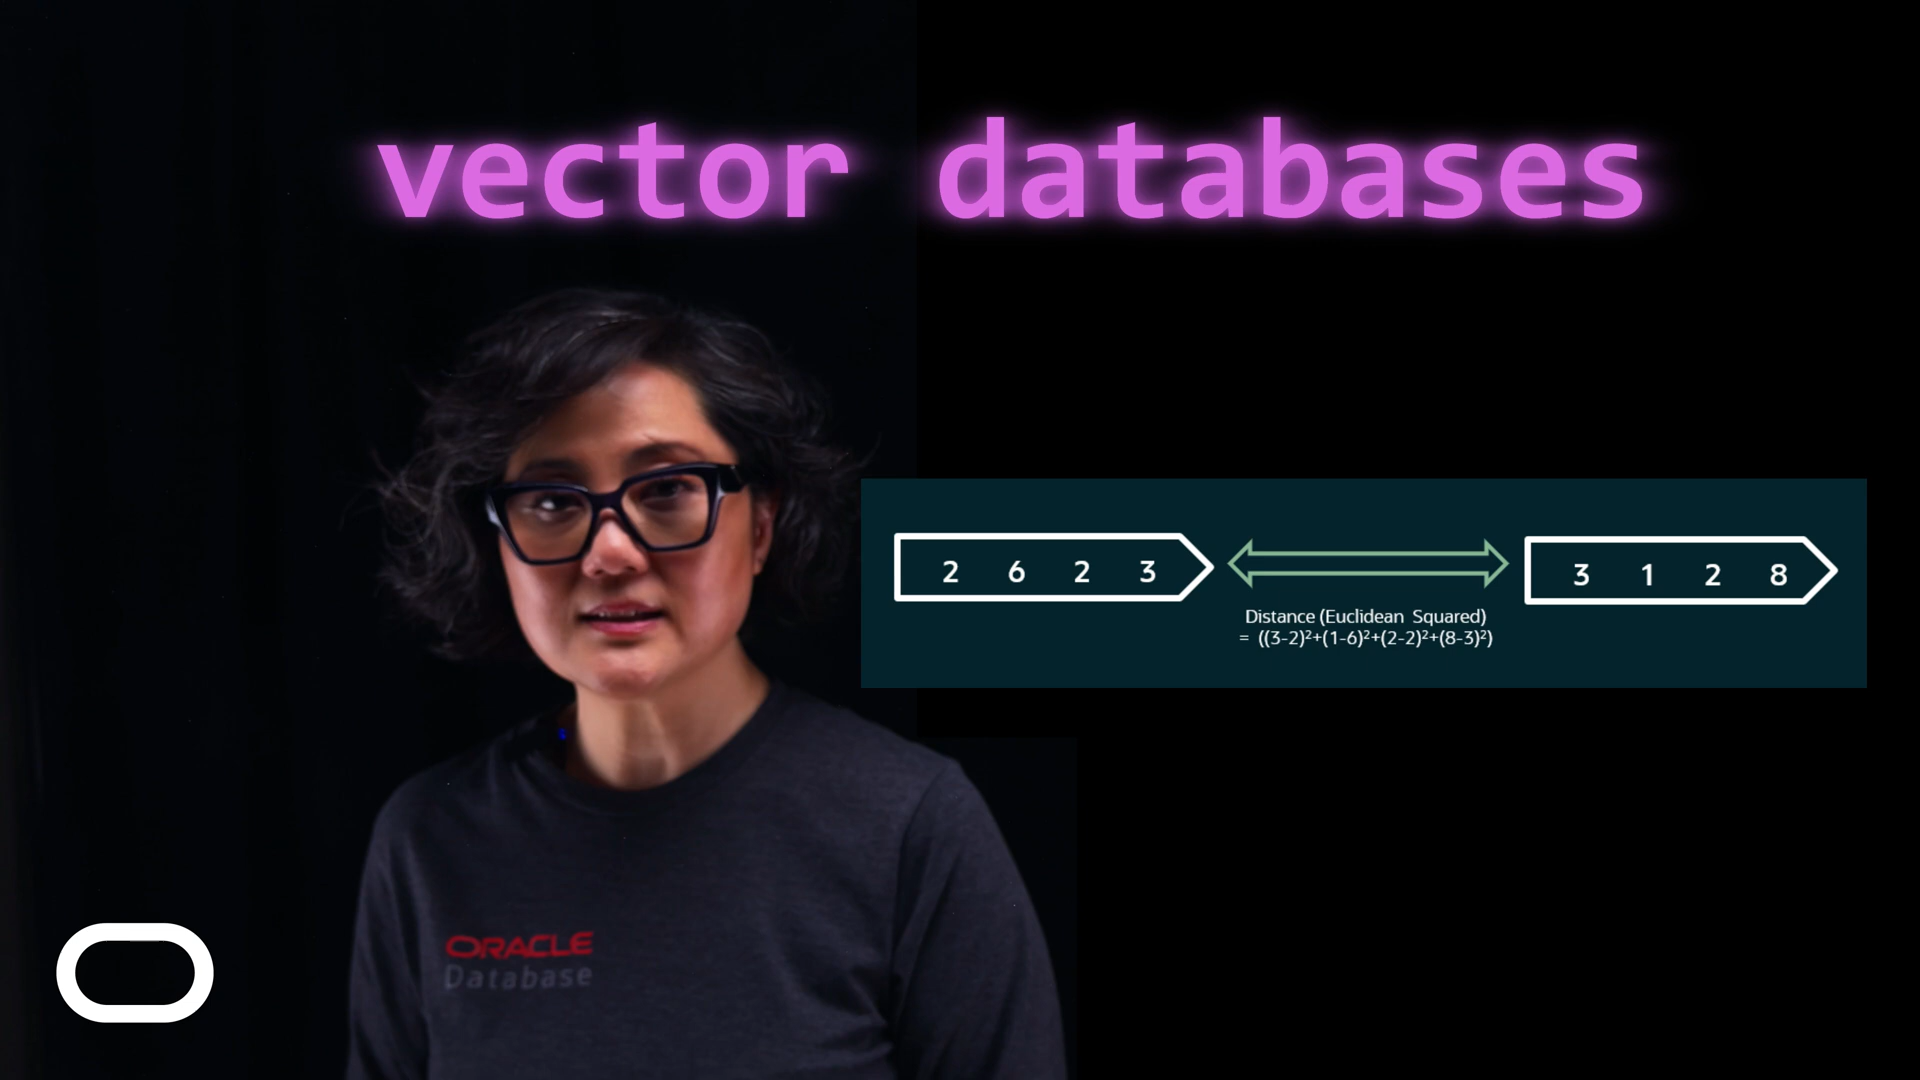 vector databases
2 6 2 3
3 1 2 8
Distance (Euclidean Squared)
= ((3-2)²+(1-6)²+(2-2)²+(8-3)²)
ORACLE
Database